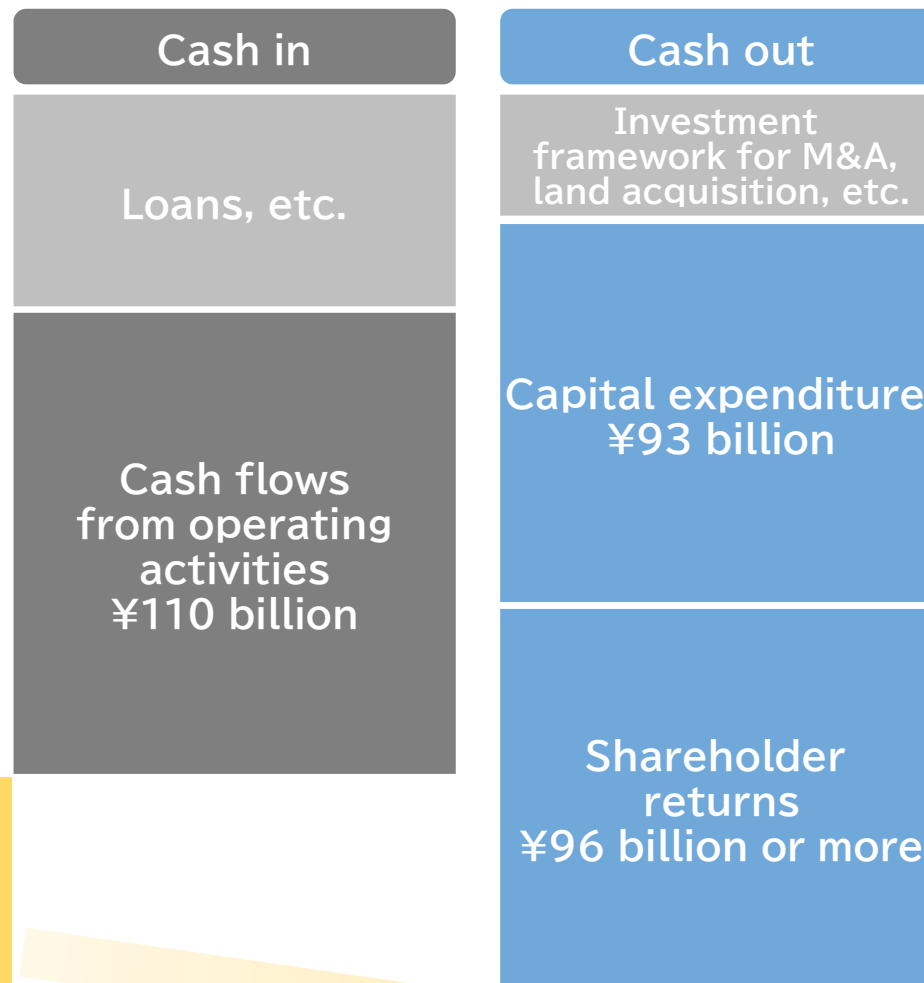 Cash in
Loans, etc.
Cash flows
from operating
activities
¥110 billion
Cash out
Investment
framework for M&A,
land acquisition, etc.
Capital expenditure
¥93 billion
Shareholder
returns
¥96 billion or more